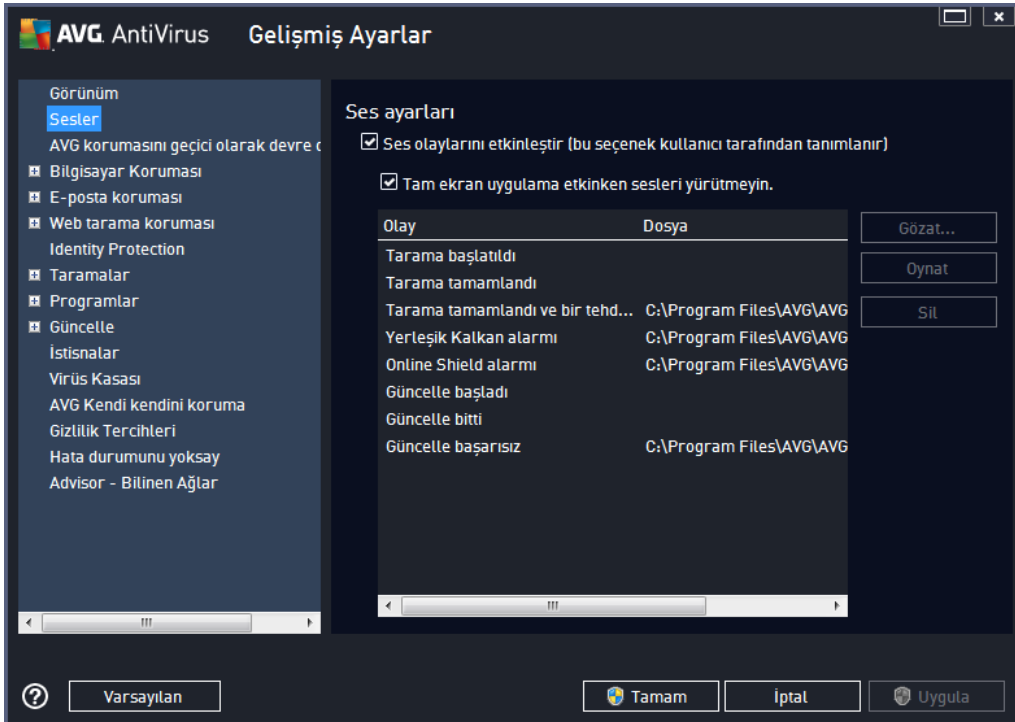 AVG. AntiVirus Gelişmiş Ayarlar
Görünüm
Sesler
AVG korumasını geçici olarak devre
Bilgisayar Koruması
E-posta koruması
Web tarama koruması
Identity Protection
Taramalar
Programlar
Güncelle
İstisnalar
Virüs Kasası
AVG Kendi kendini koruma
Gizlilik Tercihleri
Hata durumunu yoksay
Advisor - Bilinen Ağlar
Ses ayarları
Ses olaylarını etkinleştir (bu seçenek kullanıcı tarafından tanımlanır)
Tam ekran uygulama etkinken sesleri yürütmeyin.
Olay Dosya
Tarama başlatıldı
Tarama tamamlandı
Tarama tamamlandı ve bir tehd... C:\Program Files\AVG\AVG
Yerleşik Kalkan alarmı C:\Program Files\AVG\AVG
Online Shield alarmı C:\Program Files\AVG\AVG
Güncelle başladı
Güncelle bitti
Güncelle başarısız C:\Program Files\AVG\AVG
Gözat...
Oynat
Sil
Varsayılan
Tamam
İptal
Uygula